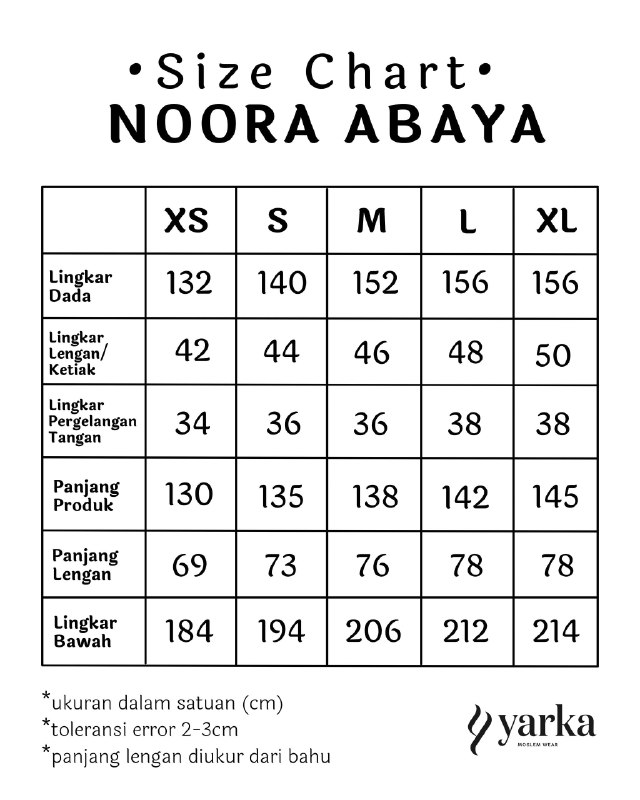 •Size Chart•
NOORA ABAYA
XS S M L XL
Lingkar
Dada
132 140 152 156 156
Lingkar
Lengan/
Ketiak
42 44 46 48 50
Lingkar
Pergelangan
Tangan
34 36 36 38 38
Panjang
Produk
130 135 138 142 145
Panjang
Lengan
69 73 76 78 78
Lingkar
Bawah
184 194 206 212 214
*ukuran dalam satuan (cm)
*toleransi error 2-3cm
*panjang lengan diukur dari bahu
yarka
MOSLEM WEAR